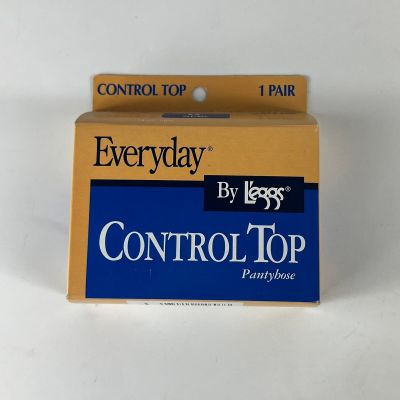 CONTROL TOP 1 PAIR
Everyday®
By L'eggs®
CONTROL TOP
Pantyhose